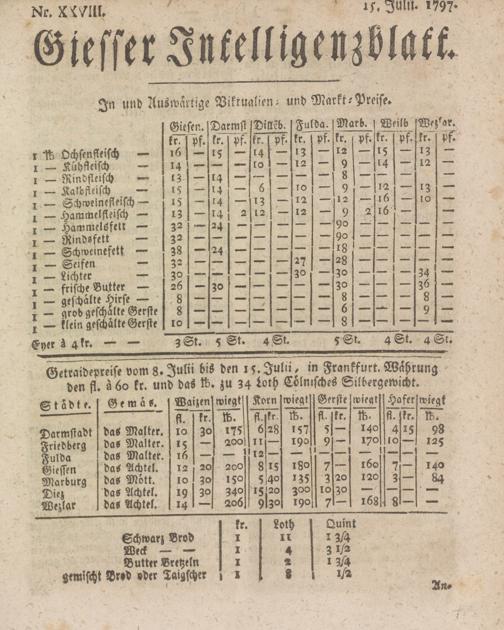 Nr. XXVIII. 15. Julii. 1797.
Giesser Intelligenzblatt.
In und Auswärtige Viktualien- und Markt-Preise.
Giesen. Darmst Dillẽb. Fulda. Marb. Weilb Wezlar.
kr. pf. kr. pf. kr. pf. kr. pf. kr. pf. kr. pf. kr. pf.
1 ℔ Ochsenfleisch — 16 — 15 — 14 — 13 — 12 — 15 — 13 —
1 — Kühfleisch — 14 — — — 10 — 12 — 9 — 14 — 12 —
1 — Rindfleisch — 13 — 14 — — — — — 8 — — — — —
1 — Kalbfleisch — 15 — 14 — 6 — 10 — 9 — 12 — 13 —
1 — Schweinefleisch — 15 — 14 — 13 — 12 — 12 — 16 — 10 —
1 — Hammelfleisch — 13 — 14 2 12 — 12 — 9 2 16 — — —
1 — Hammelsfett — 32 — 24 — — — — — 90 — — — — —
1 — Rindsfett — 32 — — — — — — — 90 — — — — —
1 — Schweinefett — 38 — 24 — — — — — 18 — — — — —
1 — Seifen — 32 — — — — — 27 — 28 — — — — —
1 — Lichter — 30 — — — 30 — 30 — 30 — — — 34 —
1 — frische Butter — 26 — 30 — — — — — 30 — — — 36 —
1 — geschälte Hirse — 8 — — — — — — — 8 — — — 8 —
1 — grob geschälte Gerste 8 — — — — — — — 6 — — — 9 —
1 — klein geschälte Gerste 10 — — — — — — — 8 — — — — —
Eyer à 4 kr. — — 3 St. 5 St. 4 St. — 5 St. 4 St. 4 St.
Getraidepreise vom 8. Julii bis den 15. Julii, in Frankfurt. Währung
den fl. à 60 kr. und das ℔. zu 34 Loth Cölnisches Silbergewicht.
Städte. Gemäs. Waizen wiegt Korn wiegt Gerste wiegt Hafer wiegt
fl. kr. ℔. fl. kr. ℔. fl. kr. ℔. fl. kr. ℔.
Darmstadt das Malter. 10 30 175 6 28 157 5 — 140 4 15 98
Friedberg das Malter. 15 — 200 11 — 190 9 — 170 10 — 125
Fulda das Malter. 16 — — 12 — — — — — — — —
Giessen das Achtel. 12 20 200 8 15 180 7 — 160 7 — 140
Marburg das Mött. 10 30 150 5 40 135 3 20 120 3 — 84
Diez das Achtel. 19 30 340 15 20 300 10 30 — — — —
Wezlar das Achtel. 14 — 206 9 30 190 7 — 168 8 — —
kr. Loth Quint
Schwarz Brod 1 11 1 3/4
Weck — — 1 4 3 1/2
Butter Bretzeln 1 2 1 3/4
gemischt Brod oder Taigscher 1 8 1/2
An-